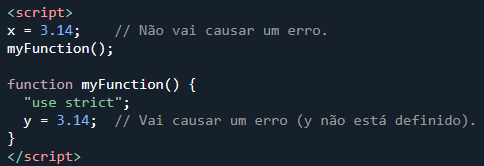 <script>
x = 3.14;    // Não vai causar um erro.
myFunction();

function myFunction() {
  "use strict";
  y = 3.14;  // Vai causar um erro (y não está definido).
}
</script>